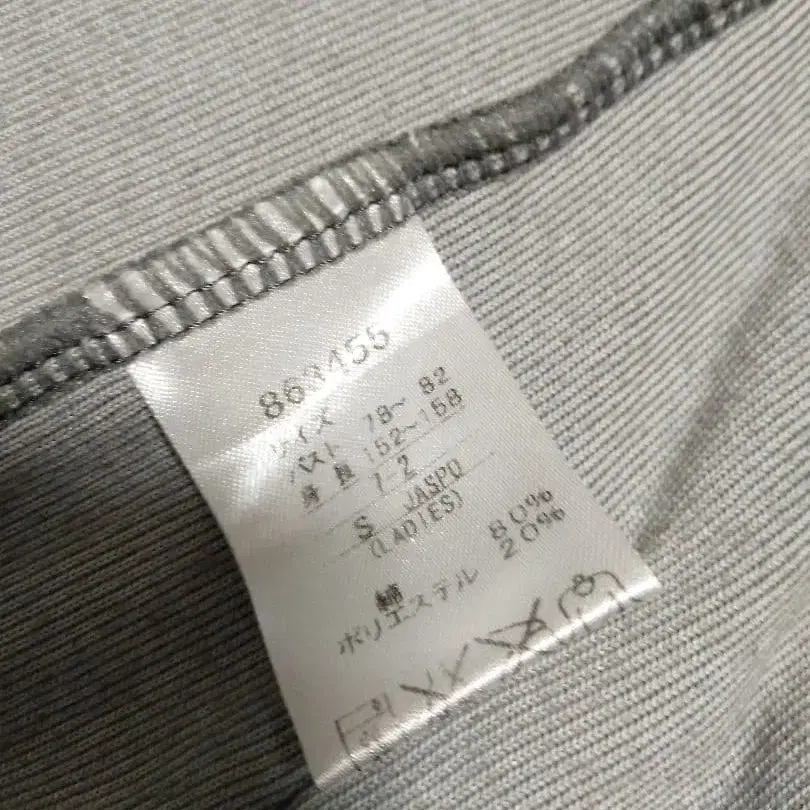 863455
サイズ
バスト 78～ 82
身 長 152～158
7-2
S JASPO
(LADIES)
綿 80%
ポリエステル 20%